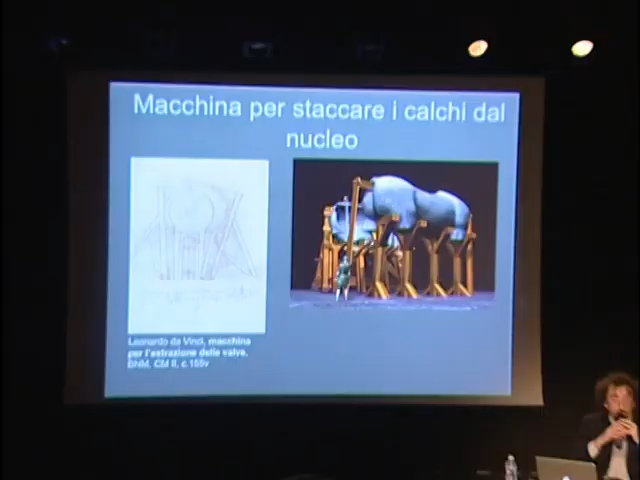 Macchina per staccare i calchi dal
nucleo
Leonardo da Vinci, macchina
per l'estrazione delle valve,
BNM, CM II, c.155v